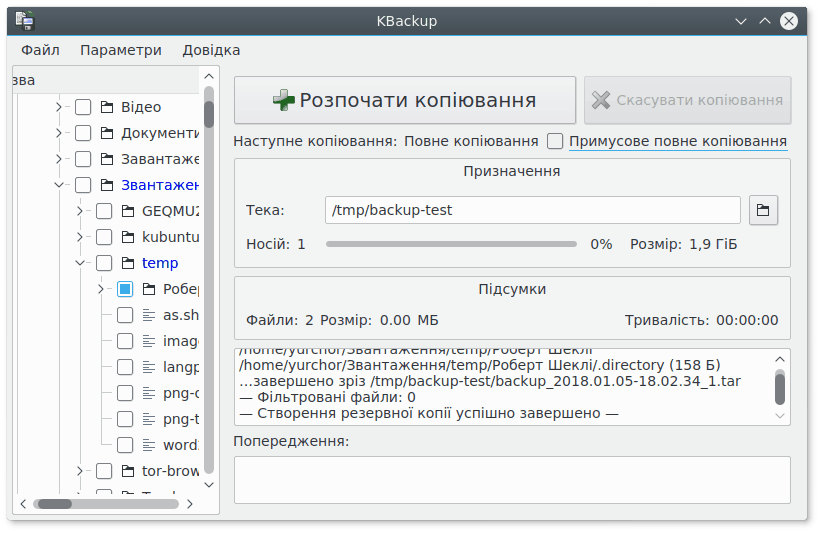 KBackup
Файл Параметри Довідка
зва
Відео
Документи
Завантаже
Звантажен
GEQMU2
kubuntu
temp
Робер
as.sh
imag
langp
png-
png-t
word
tor-brow
Розпочати копіювання
Скасувати копіювання
Наступне копіювання: Повне копіювання Примусове повне копіювання
Призначення
Тека: /tmp/backup-test
Носій: 1 0% Розмір: 1,9 ГіБ
Підсумки
Файли: 2 Розмір: 0.00 МБ Тривалість: 00:00:00
/home/yurchor/Звантаження/temp/Роберт Шеклі
/home/yurchor/Звантаження/temp/Роберт Шеклі/.directory (158 Б)
...завершено зріз /tmp/backup-test/backup_2018.01.05-18.02.34_1.tar
— Фільтровані файли: 0
— Створення резервної копії успішно завершено —
Попередження: